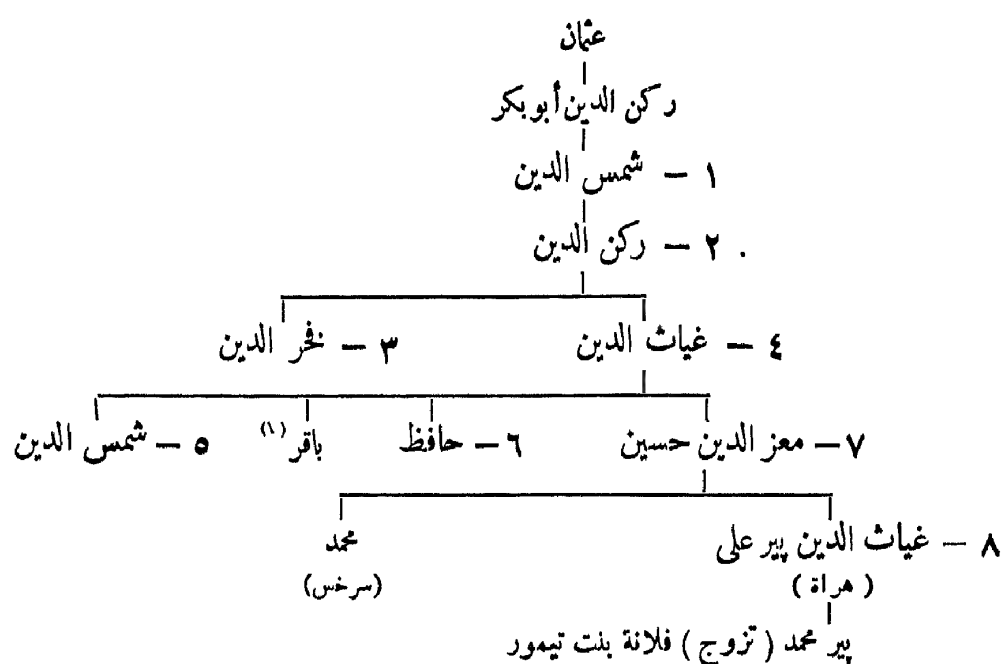 عثمان
ركن الدين أبو بكر
١ – شمس الدين
٢ – ركن الدين
٤ – غياث الدين ٣ – فخر الدين
٧ – معز الدين حسين ٦ – حافظ باقر (١) ٥ – شمس الدين
٨ – غياث الدين پير على محمد
( هراة ) (سرخس)
پير محمد ( تزوج ) فلانة بنت تيمور